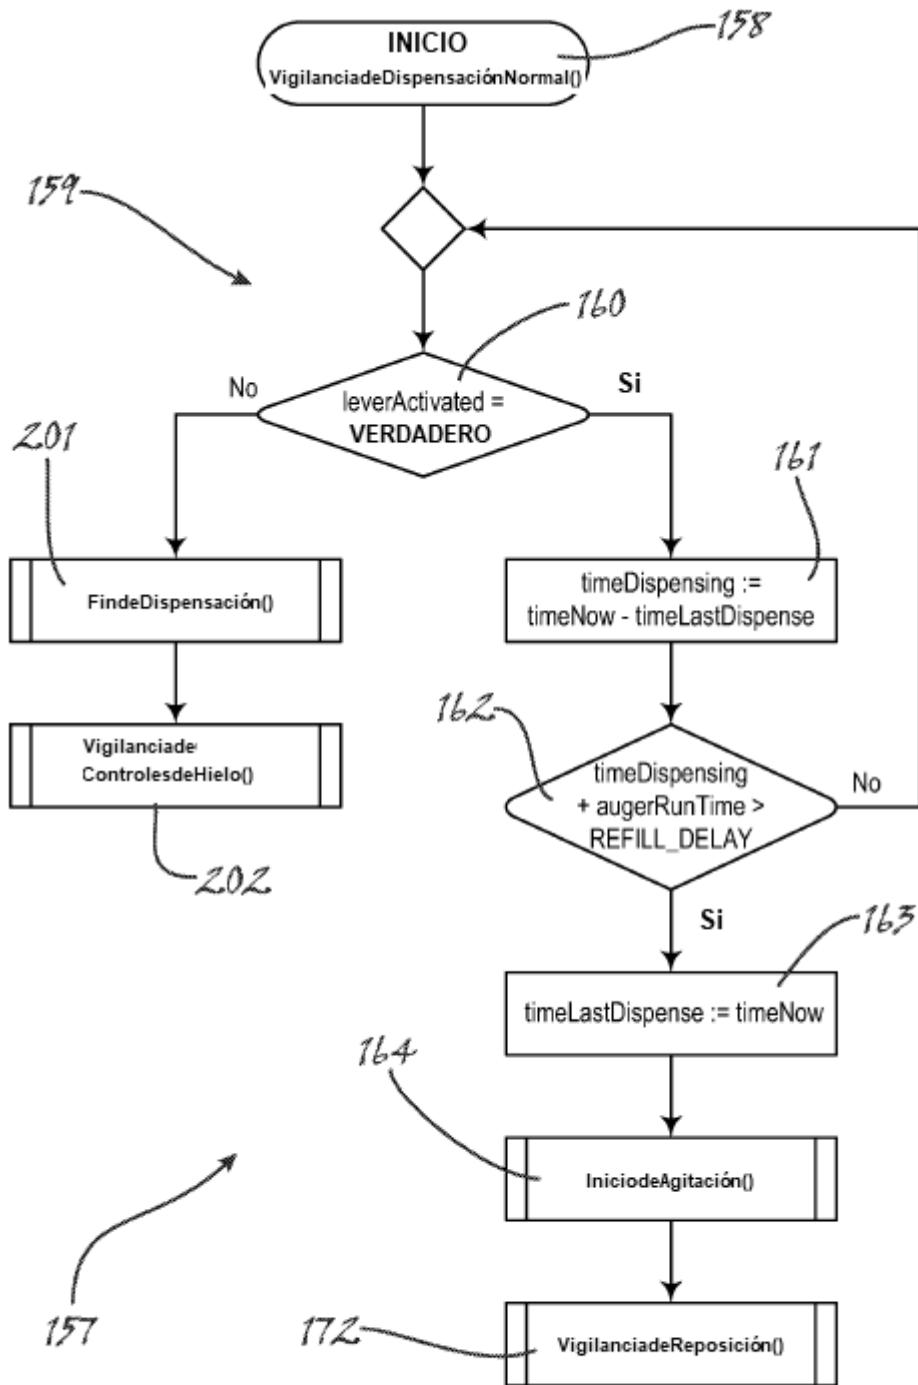 158
INICIO
VigilanciadeDispensaciónNormal()
159
160
No
Si
leverActivated =
VERDADERO
201
161
FindeDispensación()
timeDispensing :=
timeNow - timeLastDispense
162
Vigilanciade
ControlesdeHielo()
timeDispensing
+ augerRunTime >
REFILL_DELAY
No
202
Si
163
timeLastDispense := timeNow
164
IniciodeAgitación()
157
172
VigilanciadeReposición()